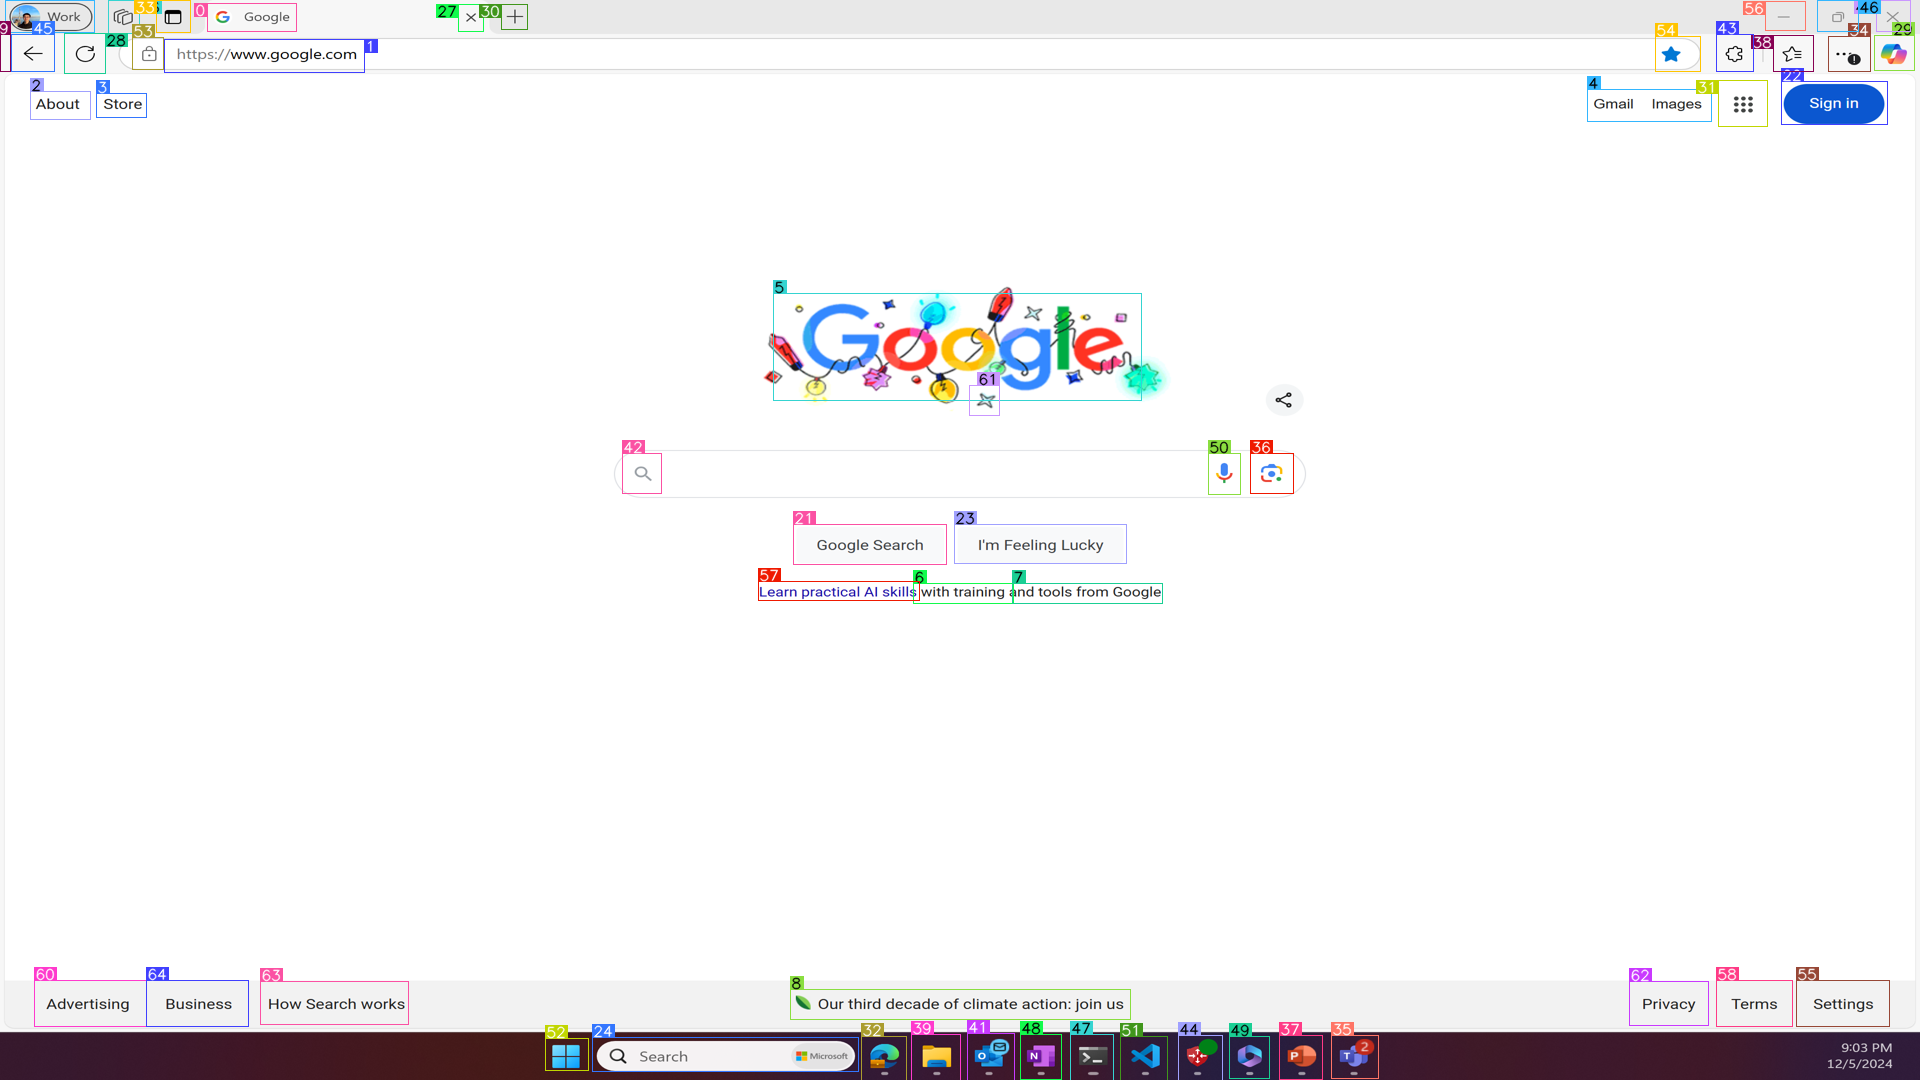 Work
Google
https://www.google.com
About
Store
Gmail
Images
Sign in
Google
Google Search
I'm Feeling Lucky
Learn practical AI skills with training and tools from Google
Advertising
Business
How Search works
Our third decade of climate action: join us
Privacy
Terms
Settings
Search
Microsoft
2
9:03 PM
12/5/2024
33
0
27
30
56
46
9
45
28
53
1
54
43
38
34
29
2
3
4
31
22
5
61
42
50
36
21
23
57
6
7
60
64
63
8
62
58
55
52
24
32
39
41
48
47
51
44
49
37
35